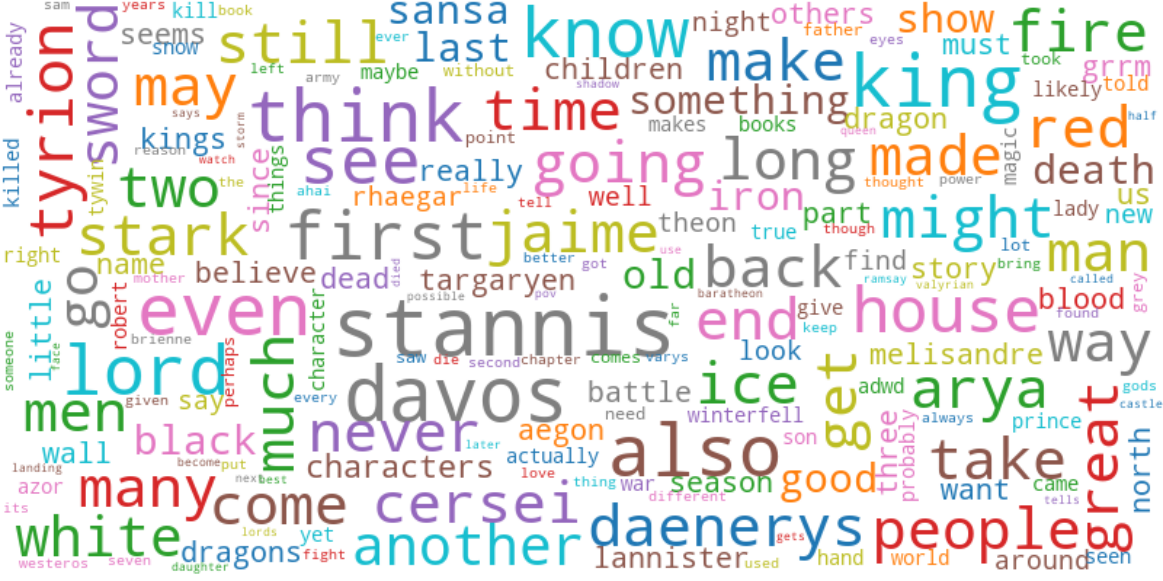 sam years kill book sansa know night others show fire
already tyrion sword seems show still ever last father eyes must took grrm
may left army maybe without children make king likely told
says kings storm think time something dragon half
killed reason watch point shadow makes books queen red
tywin two the since things see really going long made magic death
ahai rhaegar life tell well iron thought power us
right stark first jaime theon part though might lady new
name believe dead died better got use true lot man
go mother targaryen old back find story bring
little robert even possible pov far baratheon give ramsay valyrian called grey
someone face brienne character stannis end keep house blood found
lord perhaps much saw die second chapter comes varys look melisandre way
men given say every davos battle ice get adwd arya gods castle
wall black never later need winterfell son three probably always prince great north
landing azor become put characters aegon actually also season good take came
its many next best come love thing war different want tells
white dragons lords yet cersei daenerys gets people
westeros seven daughter fight another lannister used hand world around seen